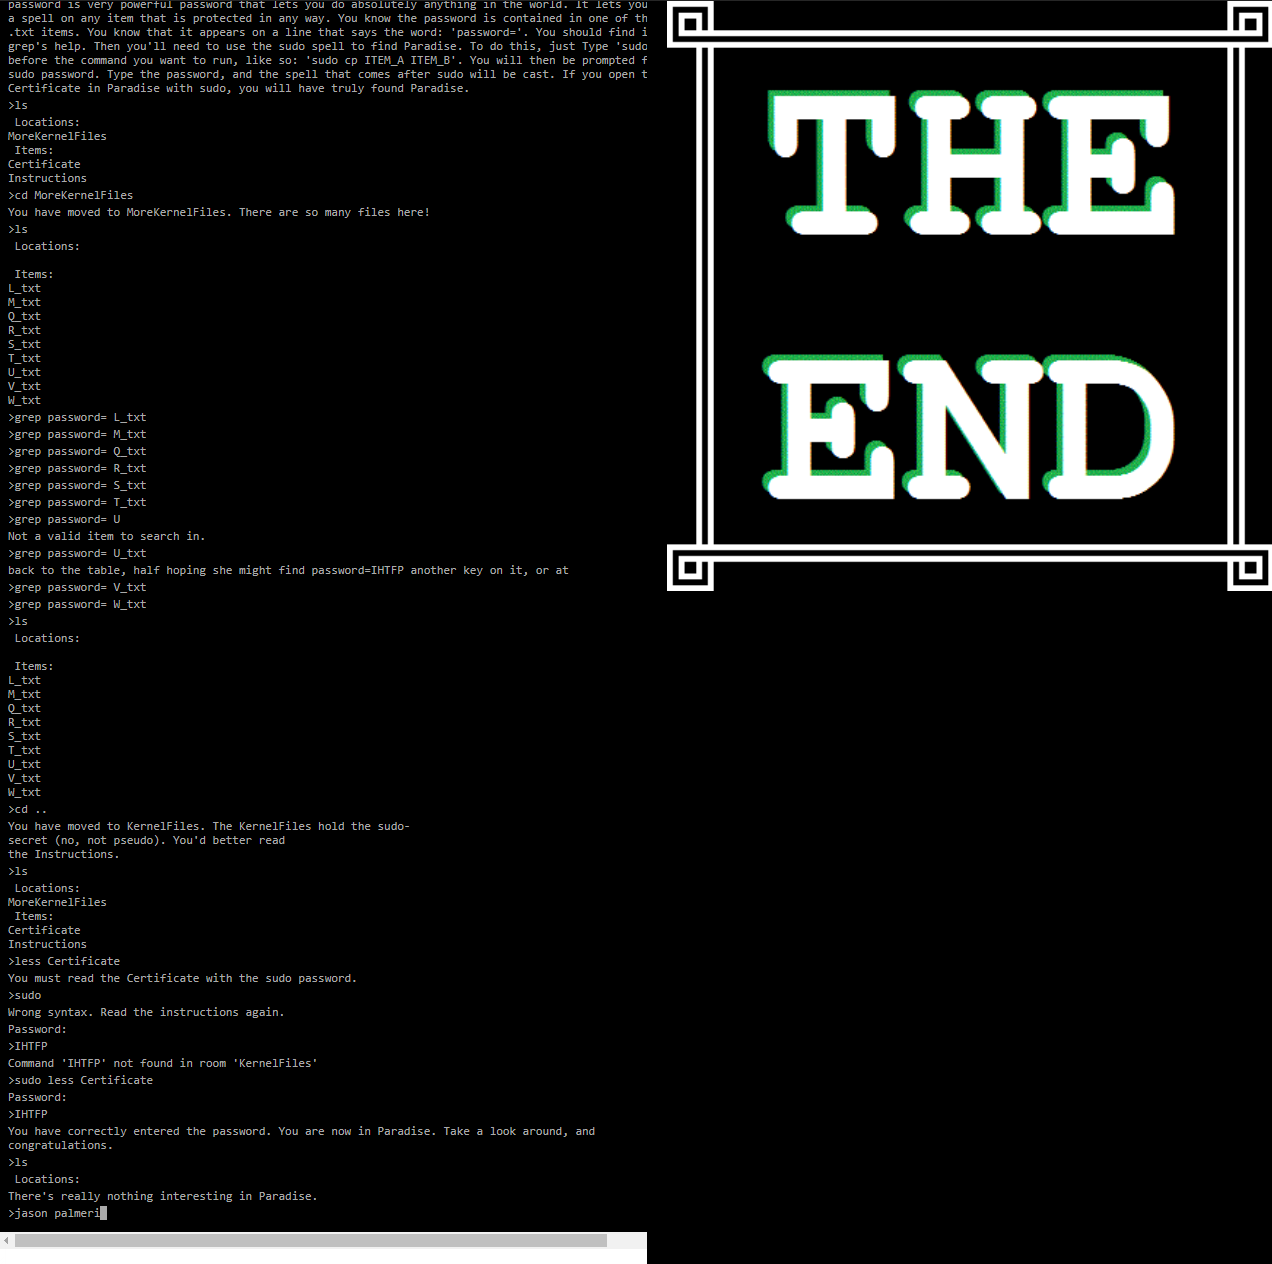 password is very powerful password that lets you do absolutely anything in the world. It lets you
a spell on any item that is protected in any way. You know the password is contained in one of th
.txt items. You know that it appears on a line that says the word: 'password='. You should find i
grep's help. Then you'll need to use the sudo spell to find Paradise. To do this, just Type 'sudo
before the command you want to run, like so: 'sudo cp ITEM_A ITEM_B'. You will then be prompted f
sudo password. Type the password, and the spell that comes after sudo will be cast. If you open t
Certificate in Paradise with sudo, you will have truly found Paradise.
>ls
Locations:
MoreKernelFiles
Items:
Certificate
Instructions
>cd MoreKernelFiles
You have moved to MoreKernelFiles. There are so many files here!
>ls
Locations:
Items:
L_txt
M_txt
Q_txt
R_txt
S_txt
T_txt
U_txt
V_txt
W_txt
>grep password= L_txt
>grep password= M_txt
>grep password= Q_txt
>grep password= R_txt
>grep password= S_txt
>grep password= T_txt
>grep password= U
Not a valid item to search in.
>grep password= U_txt
back to the table, half hoping she might find password=IHTFP another key on it, or at
>grep password= V_txt
>grep password= W_txt
>ls
Locations:
Items:
L_txt
M_txt
Q_txt
R_txt
S_txt
T_txt
U_txt
V_txt
W_txt
>cd ..
You have moved to KernelFiles. The KernelFiles hold the sudo-
secret (no, not pseudo). You'd better read
the Instructions.
>ls
Locations:
MoreKernelFiles
Items:
Certificate
Instructions
>less Certificate
You must read the Certificate with the sudo password.
>sudo
Wrong syntax. Read the instructions again.
Password:
>IHTFP
Command 'IHTFP' not found in room 'KernelFiles'
>sudo less Certificate
Password:
>IHTFP
You have correctly entered the password. You are now in Paradise. Take a look around, and
congratulations.
>ls
Locations:
There's really nothing interesting in Paradise.
>jason palmeri
THE
END